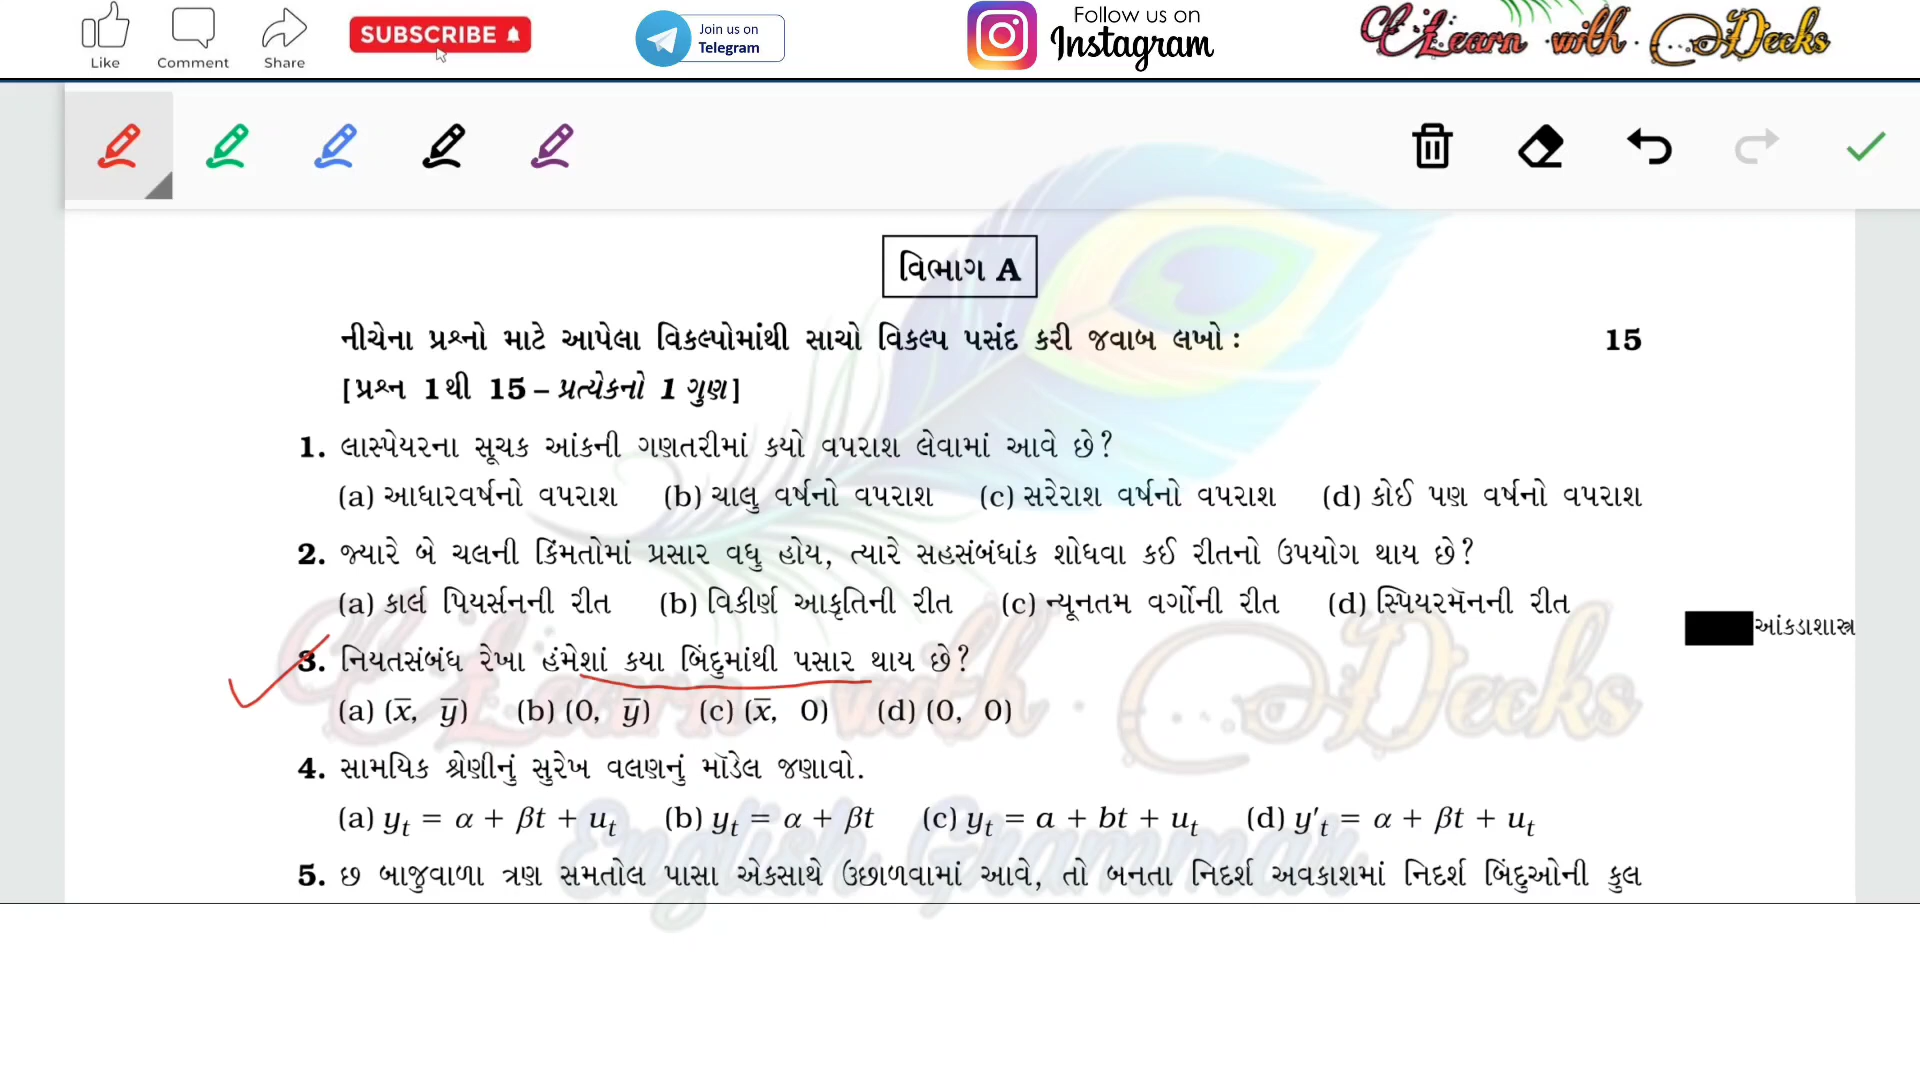 Like
Comment
Share
SUBSCRIBE
Join us on
Telegram
Follow us on
Instagram
Learn with Decks
વિભાગ A
નીચેના પ્રશ્નો માટે આપેલા વિકલ્પોમાંથી સાચો વિકલ્પ પસંદ કરી જવાબ લખો : 15
[પ્રશ્ન 1થી 15 – પ્રત્યેકનો 1 ગુણ]
1. લાસ્પેયરના સૂચક આંકની ગણતરીમાં કયો વપરાશ લેવામાં આવે છે?
(a) આધારવર્ષનો વપરાશ (b) ચાલુ વર્ષનો વપરાશ (c) સરેરાશ વર્ષનો વપરાશ (d) કોઈ પણ વર્ષનો વપરાશ
2. જ્યારે બે ચલની કિંમતોમાં પ્રસાર વધુ હોય, ત્યારે સહસંબંધાંક શોધવા કઈ રીતનો ઉપયોગ થાય છે?
(a) કાર્લ પિયર્સનની રીત (b) વિકીર્ણ આકૃતિની રીત (c) ન્યૂનતમ વર્ગોની રીત (d) સ્પિયરમૅનની રીત
આંકડાશાસ્ત્ર
3. નિયતસંબંધ રેખા હંમેશાં કયા બિંદુમાંથી પસાર થાય છે?
(a) (x̅, y̅) (b) (0, y̅) (c) (x̅, 0) (d) (0, 0)
4. સામયિક શ્રેણીનું સુરેખ વલણનું મૉડેલ જણાવો.
(a) yₜ = α + βt + uₜ (b) yₜ = α + βt (c) yₜ = a + bt + uₜ (d) y′ₜ = α + βt + uₜ
5. છ બાજુવાળા ત્રણ સમતોલ પાસા એકસાથે ઉછાળવામાં આવે, તો બનતા નિદર્શ અવકાશમાં નિદર્શ બિંદુઓની કુલ
Learn with Decks
English Grammar